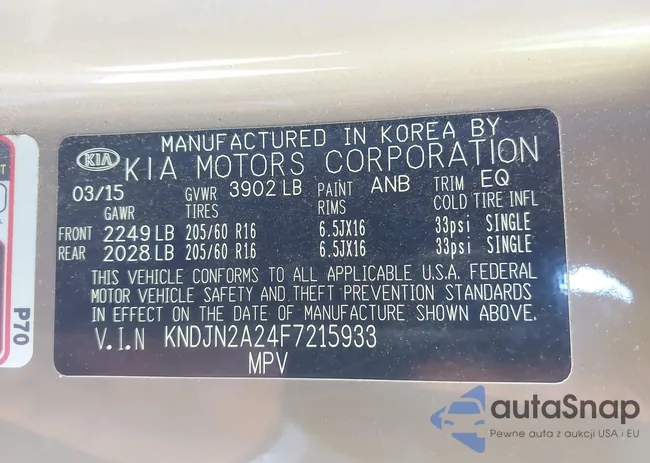 MANUFACTURED IN KOREA BY
KIA KIA MOTORS CORPORATION
03/15 GVWR 3902 LB PAINT ANB TRIM EQ
GAWR TIRES RIMS COLD TIRE INFL
FRONT 2249 LB 205/60 R16 6.5JX16 33psi SINGLE
REAR 2028 LB 205/60 R16 6.5JX16 33psi SINGLE
THIS VEHICLE CONFORMS TO ALL APPLICABLE U.S.A. FEDERAL
MOTOR VEHICLE SAFETY AND THEFT PREVENTION STANDARDS
IN EFFECT ON THE DATE OF MANUFACTURE SHOWN ABOVE.
V.I.N KNDJN2A24F7215933
MPV
P70
autaSnap
Pewne auta z aukcji USA i EU